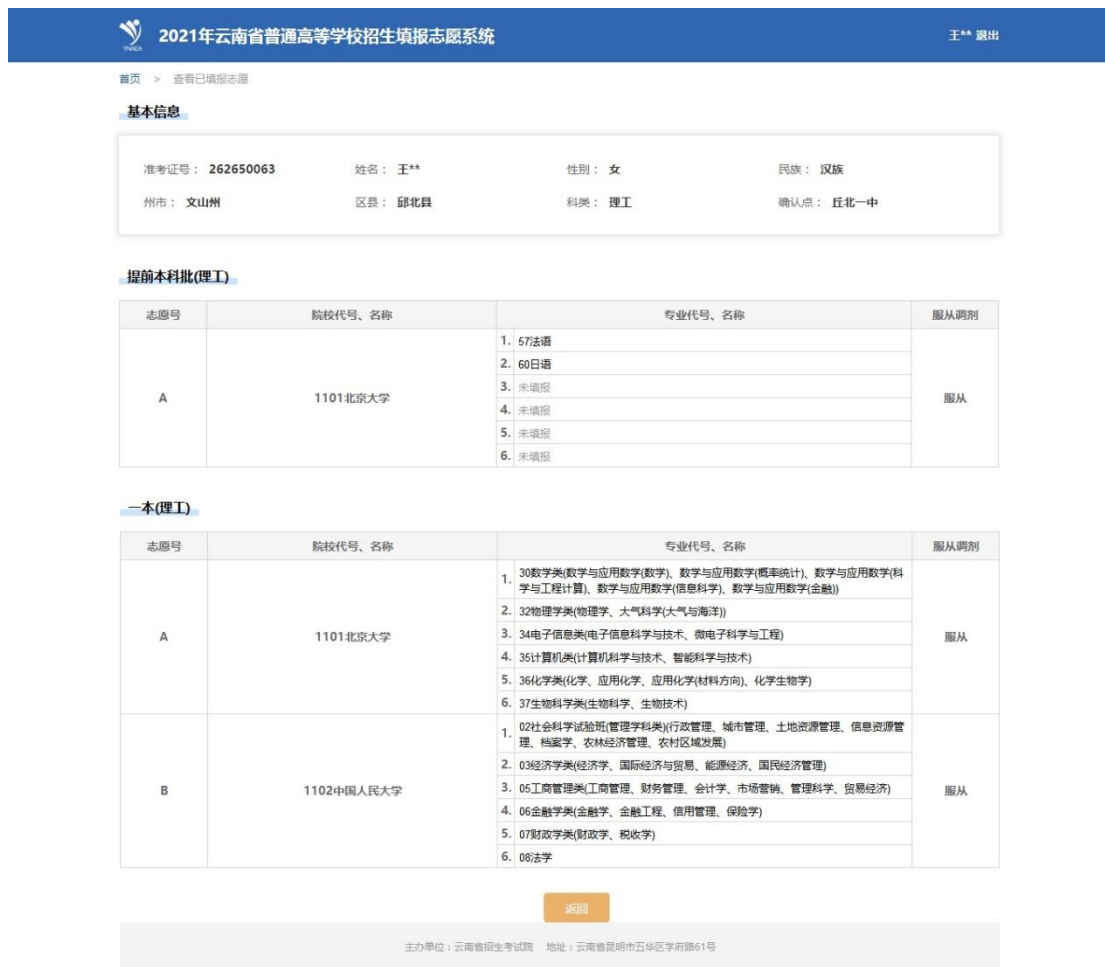 YNAEA
2021年云南省普通高等学校招生填报志愿系统
王** 退出
首页 > 查看已填报志愿
基本信息
准考证号： 262650063 姓名： 王** 性别： 女 民族： 汉族
州市： 文山州 区县： 邱北县 科类： 理工 确认点： 丘北一中
提前本科批(理工)
志愿号 院校代号、名称 专业代号、名称 服从调剂
A 1101北京大学
1. 57法语
2. 60日语
3. 未填报
4. 未填报
5. 未填报
6. 未填报
服从
一本(理工)
志愿号 院校代号、名称 专业代号、名称 服从调剂
A 1101北京大学
1. 30数学类(数学与应用数学(数学)、数学与应用数学(概率统计)、数学与应用数学(科
学与工程计算)、数学与应用数学(信息科学)、数学与应用数学(金融))
2. 32物理学类(物理学、大气科学(大气与海洋))
3. 34电子信息类(电子信息科学与技术、微电子科学与工程)
4. 35计算机类(计算机科学与技术、智能科学与技术)
5. 36化学类(化学、应用化学、应用化学(材料方向)、化学生物学)
6. 37生物科学类(生物科学、生物技术)
服从
B 1102中国人民大学
1. 02社会科学试验班(管理学科类)(行政管理、城市管理、土地资源管理、信息资源管
理、档案学、农林经济管理、农村区域发展)
2. 03经济学类(经济学、国际经济与贸易、能源经济、国民经济管理)
3. 05工商管理类(工商管理、财务管理、会计学、市场营销、管理科学、贸易经济)
4. 06金融学类(金融学、金融工程、信用管理、保险学)
5. 07财政学类(财政学、税收学)
6. 08法学
服从
返回
主办单位：云南省招生考试院 地址：云南省昆明市五华区学府路61号